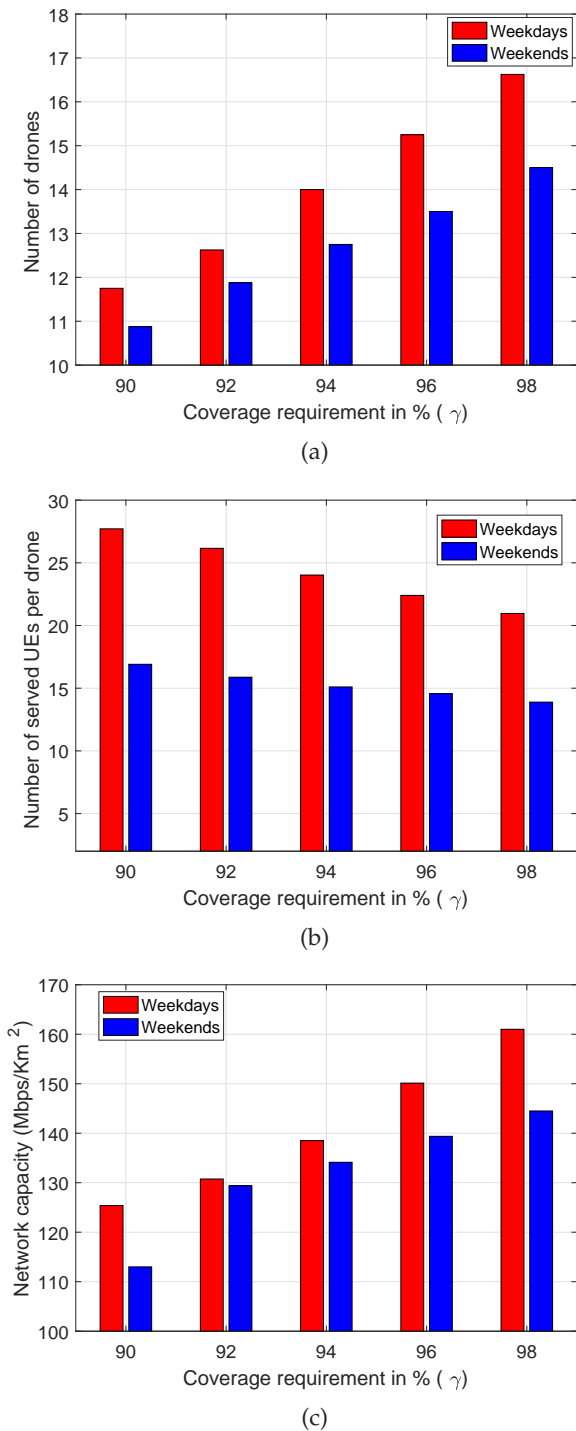 18
17
16
15
14
13
12
11
10
Number of drones
Weekdays
Weekends
90 92 94 96 98
Coverage requirement in % ( γ)
(a)
30
25
20
15
10
5
Number of served UEs per drone
Weekdays
Weekends
90 92 94 96 98
Coverage requirement in % ( γ)
(b)
170
160
150
140
130
120
110
100
Network capacity (Mbps/Km ²)
Weekdays
Weekends
90 92 94 96 98
Coverage requirement in % ( γ)
(c)